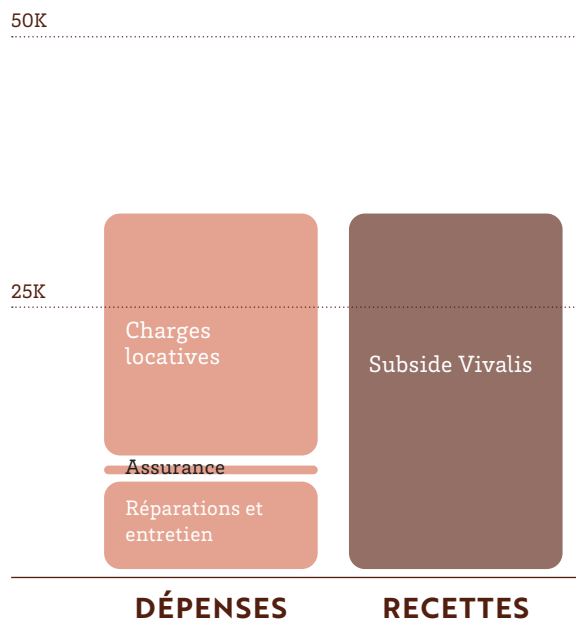 50K
25K
Charges
locatives
Subside Vivalis
Assurance
Réparations et
entretien
DÉPENSES
RECETTES